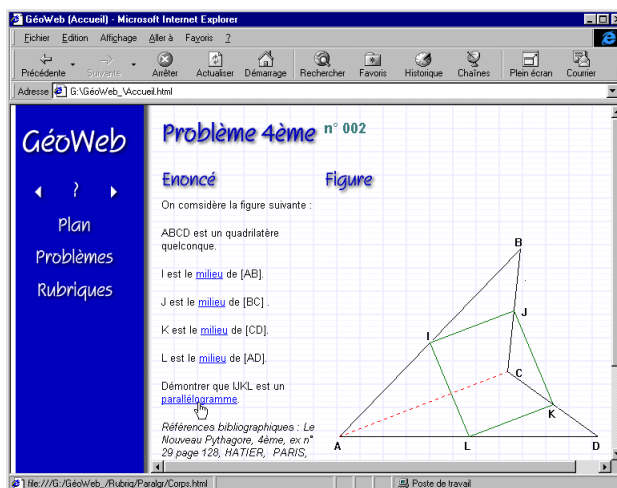 GéoWeb (Accueil) - Microsoft Internet Explorer
Fichier Edition Affichage Aller à Favoris ?
Précédente Suivante Arrêter Actualiser Démarrage Rechercher Favoris Historique Chaînes Plein écran Courrier
Adresse G:\GéoWeb_\Accueil.html
GéoWeb
?
Plan
Problèmes
Rubriques
Problème 4ème n° 002
Enoncé
On considère la figure suivante :
ABCD est un quadrilatère
quelconque.
I est le milieu de [AB].
J est le milieu de [BC] .
K est le milieu de [CD].
L est le milieu de [AD].
Démontrer que IJKL est un
parallélogramme.
Références bibliographiques : Le
Nouveau Pythagore, 4ème, ex n°
29 page 128, HATIER, PARIS,
Figure
B
J
I
C
K
A
L
D
file:///G:/GéoWeb_/Rubriq/Paralgr/Corps.html
Poste de travail